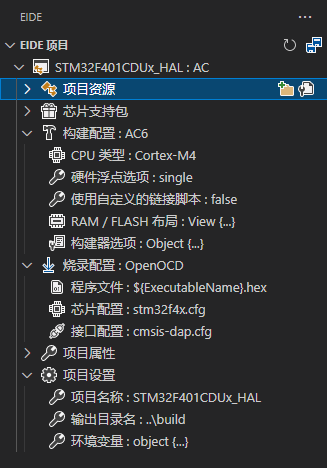 EIDE
EIDE 项目
STM32F401CDUx_HAL : AC
项目资源
芯片支持包
构建配置 : AC6
CPU 类型 : Cortex-M4
硬件浮点选项 : single
使用自定义的链接脚本 : false
RAM / FLASH 布局 : View {...}
构建器选项 : Object {...}
烧录配置 : OpenOCD
程序文件 : ${ExecutableName}.hex
芯片配置 : stm32f4x.cfg
接口配置 : cmsis-dap.cfg
项目属性
项目设置
项目名称 : STM32F401CDUx_HAL
输出目录名 : ..\build
环境变量 : object {...}